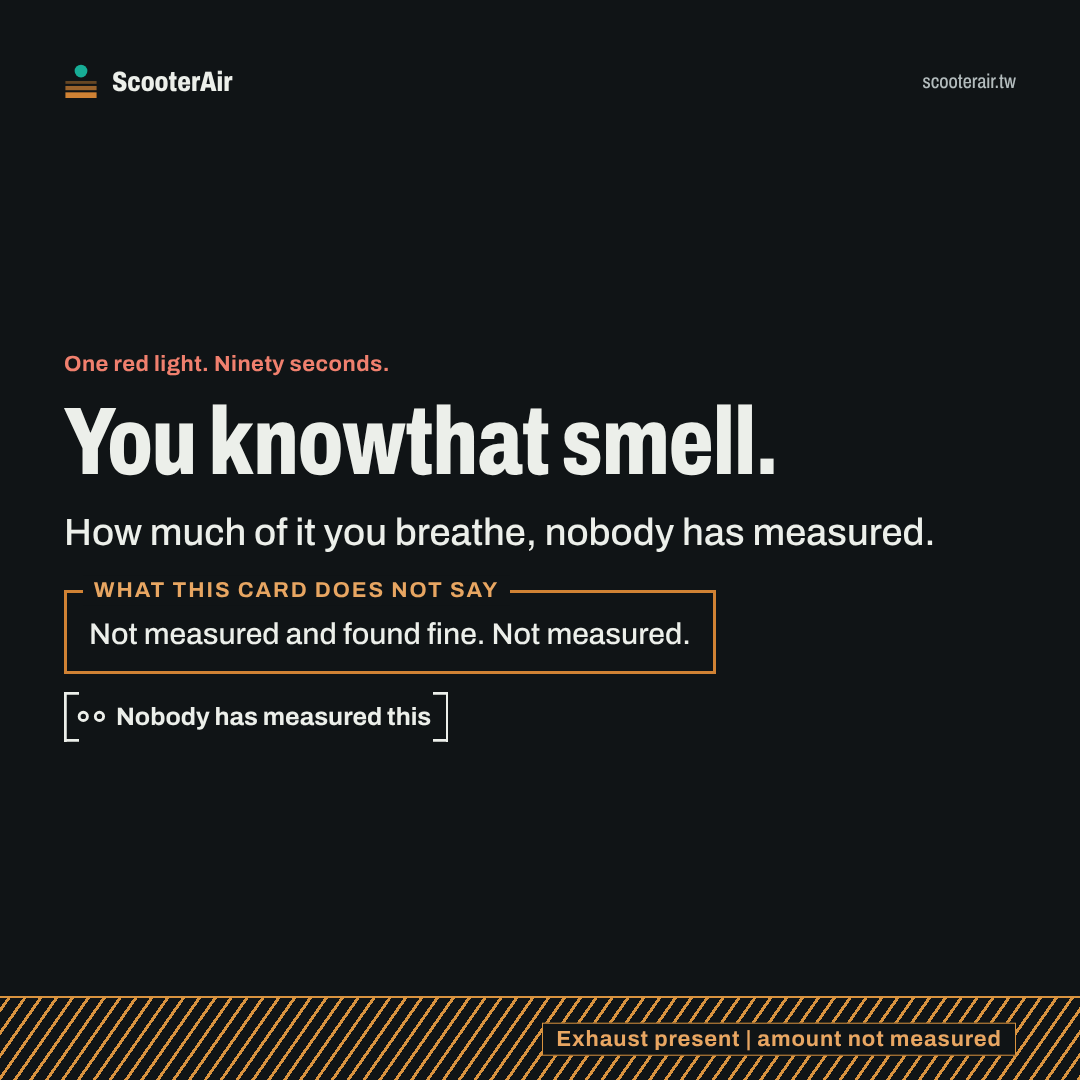 ScooterAir
scooterair.tw
One red light. Ninety seconds.
You knowthat smell.
How much of it you breathe, nobody has measured.
WHAT THIS CARD DOES NOT SAY
Not measured and found fine. Not measured.
Nobody has measured this
Exhaust present | amount not measured